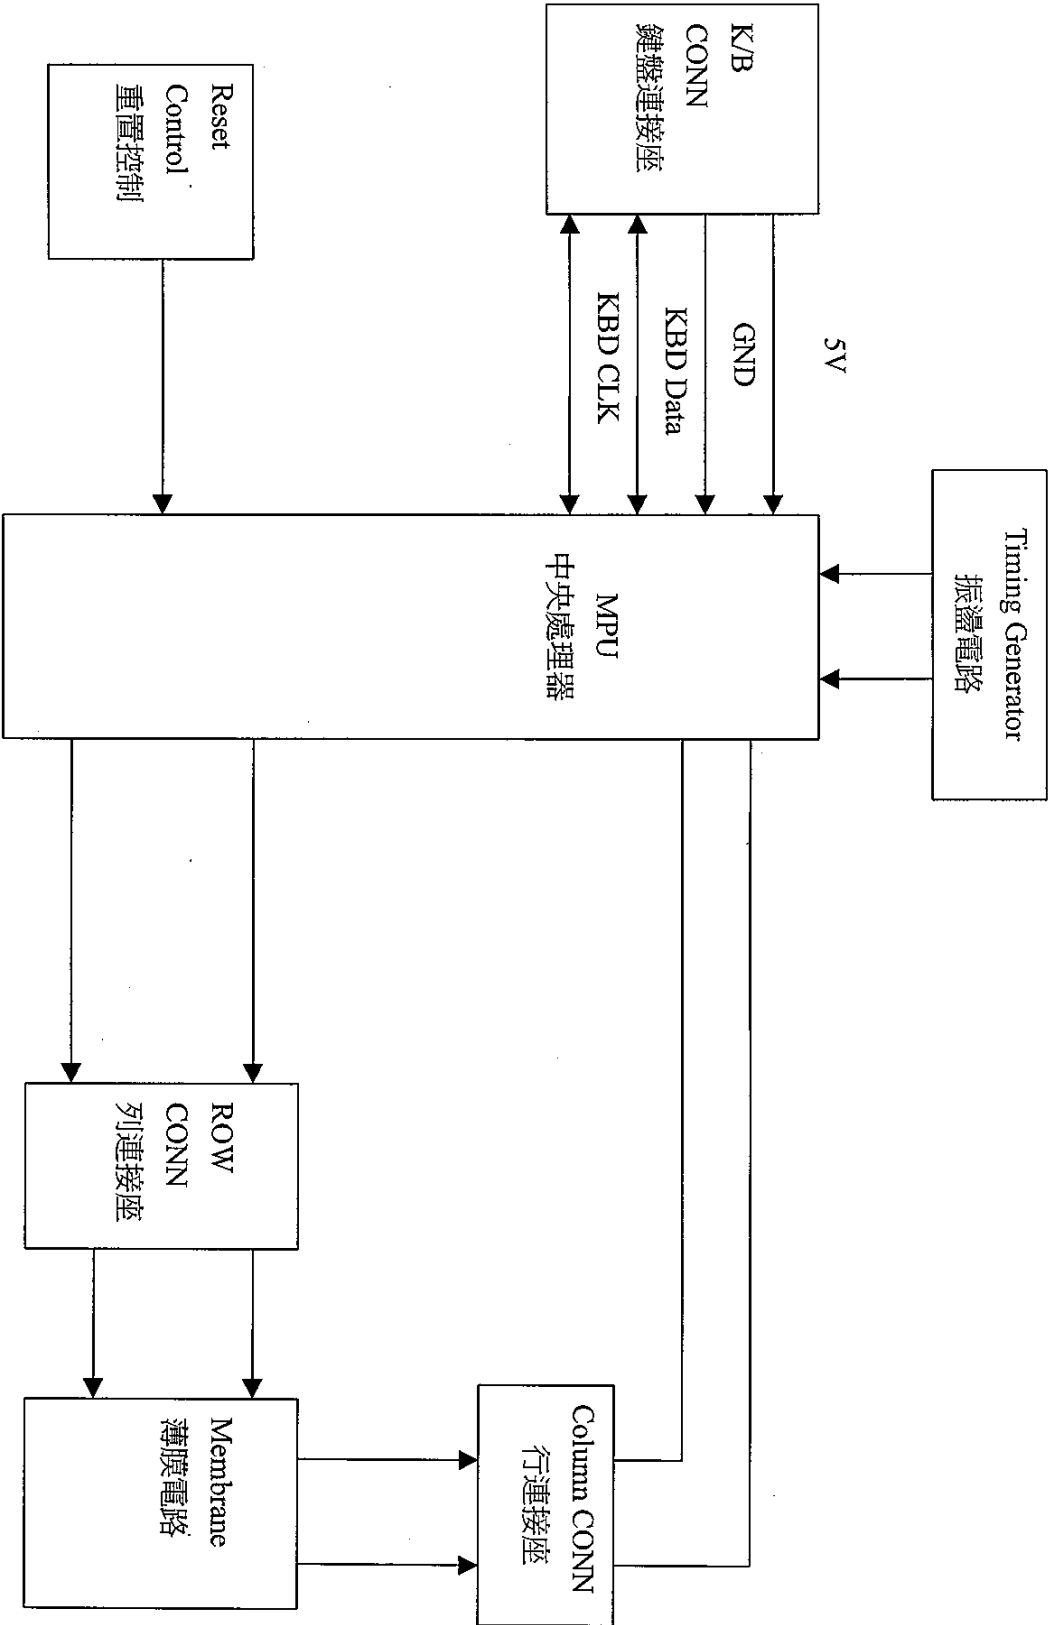 Timing Generator
振盪電路
5V
GND
KBD Data
KBD CLK
K/B
CONN
鍵盤連接座
MPU
中央處理器
Reset
Control
重置控制
Column CONN
行連接座
ROW
CONN
列連接座
Membrane
薄膜電路